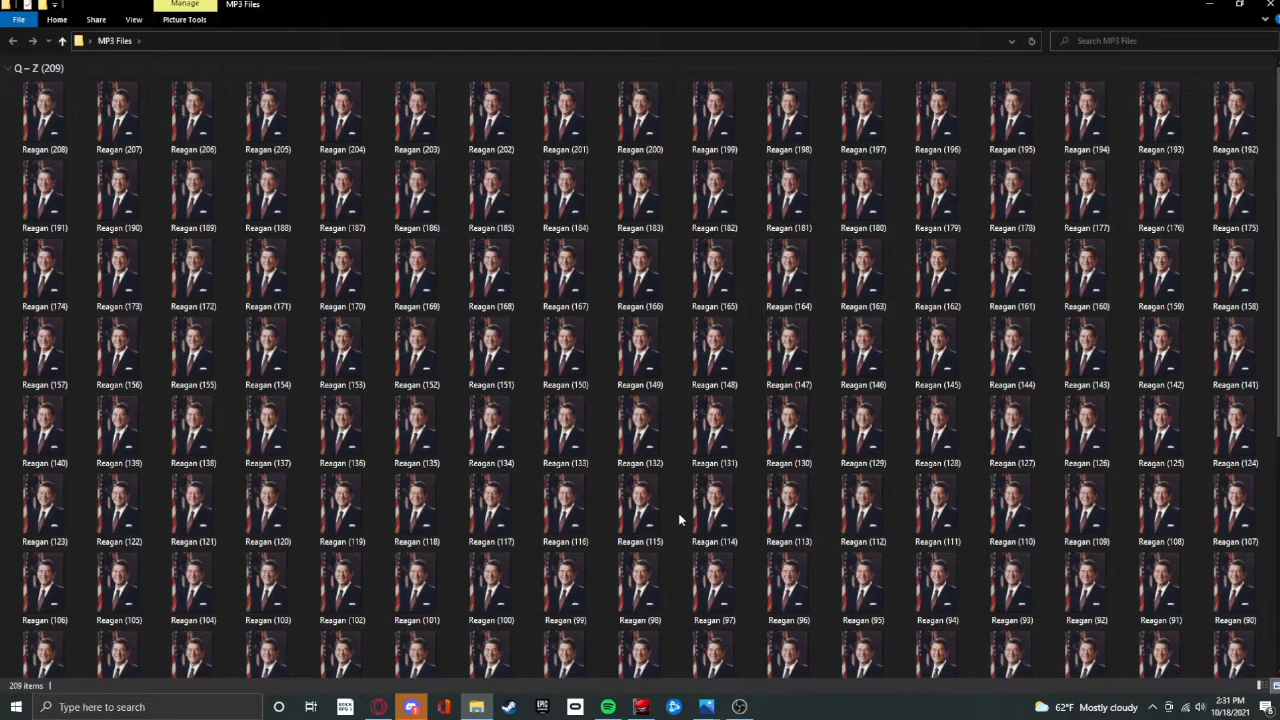 Manage
MP3 Files
File
Home
Share
View
Picture Tools
MP3 Files
Search MP3 Files
Q – Z (209)
Reagan (208) Reagan (207) Reagan (206) Reagan (205) Reagan (204) Reagan (203) Reagan (202) Reagan (201) Reagan (200) Reagan (199) Reagan (198) Reagan (197) Reagan (196) Reagan (195) Reagan (194) Reagan (193) Reagan (192)
Reagan (191) Reagan (190) Reagan (189) Reagan (188) Reagan (187) Reagan (186) Reagan (185) Reagan (184) Reagan (183) Reagan (182) Reagan (181) Reagan (180) Reagan (179) Reagan (178) Reagan (177) Reagan (176) Reagan (175)
Reagan (174) Reagan (173) Reagan (172) Reagan (171) Reagan (170) Reagan (169) Reagan (168) Reagan (167) Reagan (166) Reagan (165) Reagan (164) Reagan (163) Reagan (162) Reagan (161) Reagan (160) Reagan (159) Reagan (158)
Reagan (157) Reagan (156) Reagan (155) Reagan (154) Reagan (153) Reagan (152) Reagan (151) Reagan (150) Reagan (149) Reagan (148) Reagan (147) Reagan (146) Reagan (145) Reagan (144) Reagan (143) Reagan (142) Reagan (141)
Reagan (140) Reagan (139) Reagan (138) Reagan (137) Reagan (136) Reagan (135) Reagan (134) Reagan (133) Reagan (132) Reagan (131) Reagan (130) Reagan (129) Reagan (128) Reagan (127) Reagan (126) Reagan (125) Reagan (124)
Reagan (123) Reagan (122) Reagan (121) Reagan (120) Reagan (119) Reagan (118) Reagan (117) Reagan (116) Reagan (115) Reagan (114) Reagan (113) Reagan (112) Reagan (111) Reagan (110) Reagan (109) Reagan (108) Reagan (107)
Reagan (106) Reagan (105) Reagan (104) Reagan (103) Reagan (102) Reagan (101) Reagan (100) Reagan (99) Reagan (98) Reagan (97) Reagan (96) Reagan (95) Reagan (94) Reagan (93) Reagan (92) Reagan (91) Reagan (90)
209 items
Type here to search
STICK RPG 2
EPIC
62°F Mostly cloudy
2:31 PM
10/18/2021
6